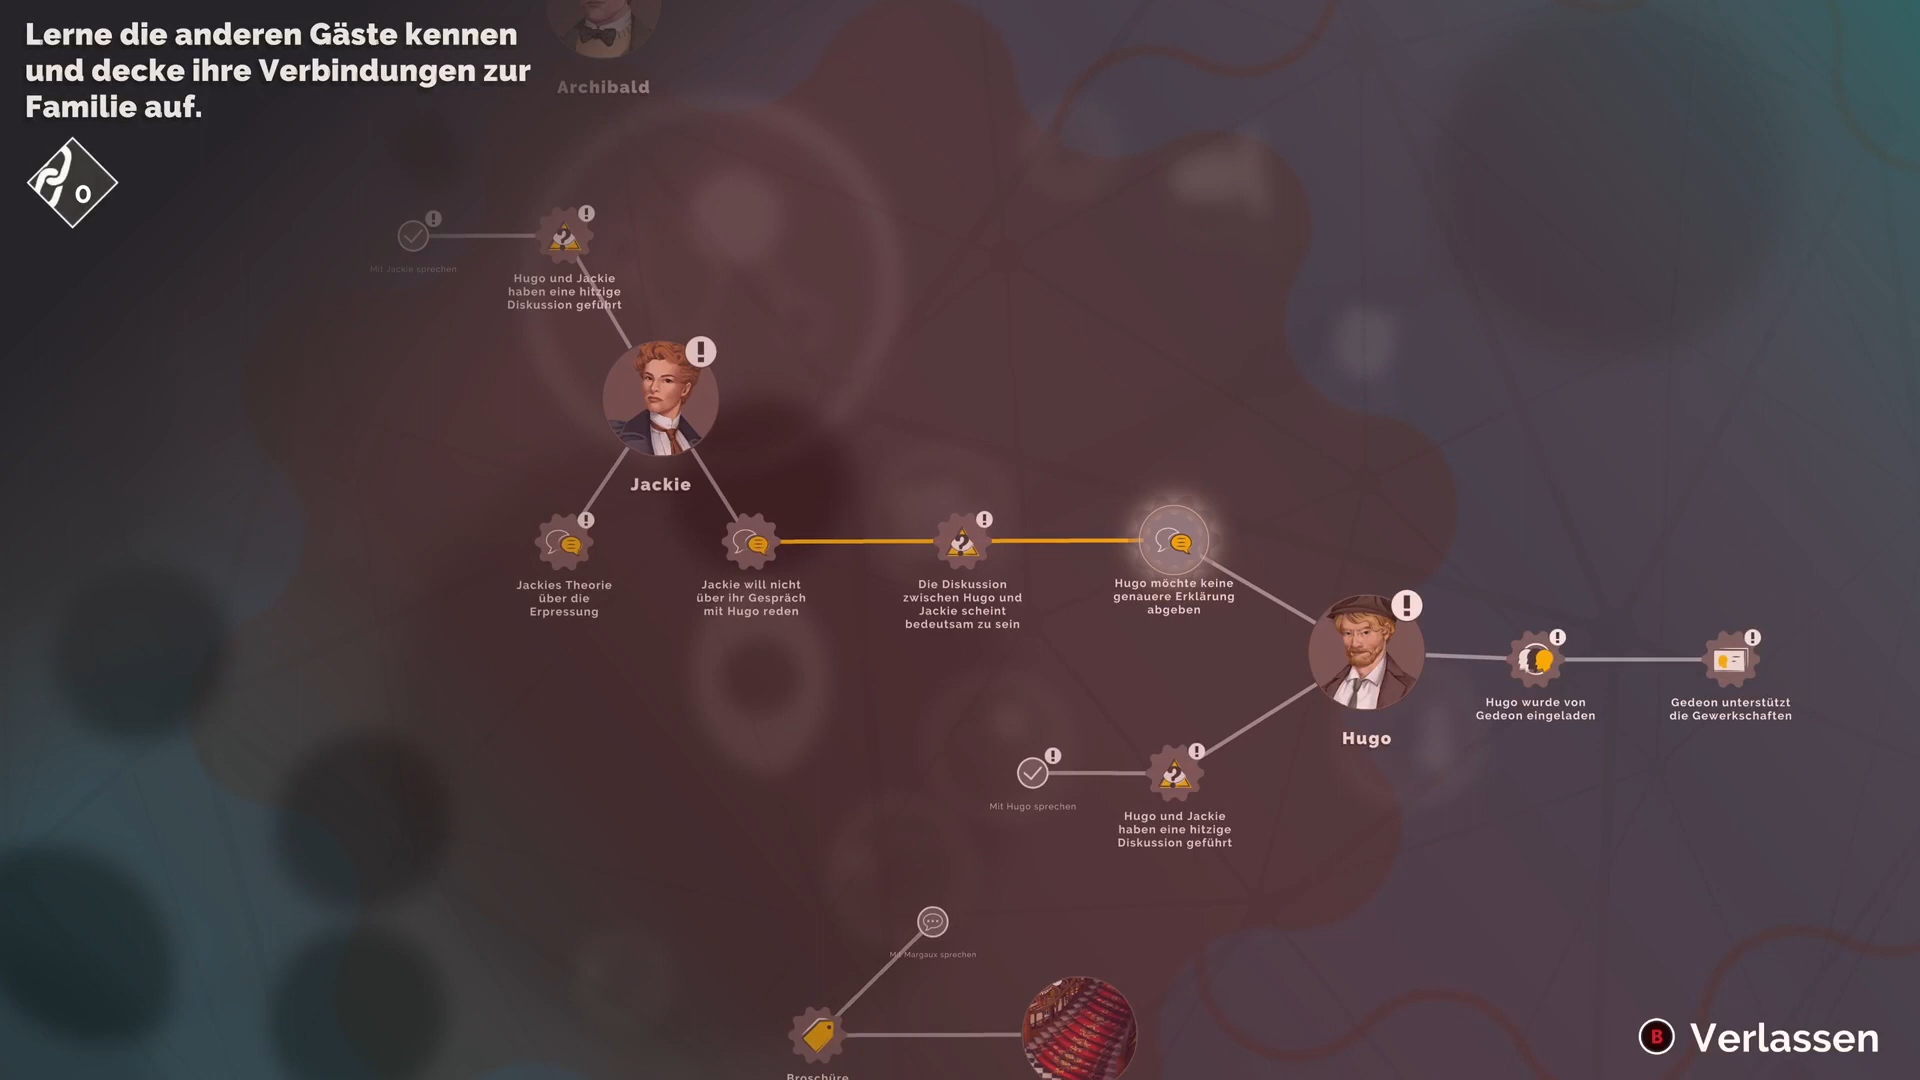 Lerne die anderen Gäste kennen
und decke ihre Verbindungen zur
Familie auf.
0
Archibald
Mit Jackie sprechen
Hugo und Jackie
haben eine hitzige
Diskussion geführt
Jackie
Jackies Theorie
über die
Erpressung
Jackie will nicht
über ihr Gespräch
mit Hugo reden
Die Diskussion
zwischen Hugo und
Jackie scheint
bedeutsam zu sein
Hugo möchte keine
genauere Erklärung
abgeben
Hugo
Hugo wurde von
Gedeon eingeladen
Gedeon unterstützt
die Gewerkschaften
Mit Hugo sprechen
Hugo und Jackie
haben eine hitzige
Diskussion geführt
Mit Margaux sprechen
Broschüre
B Verlassen